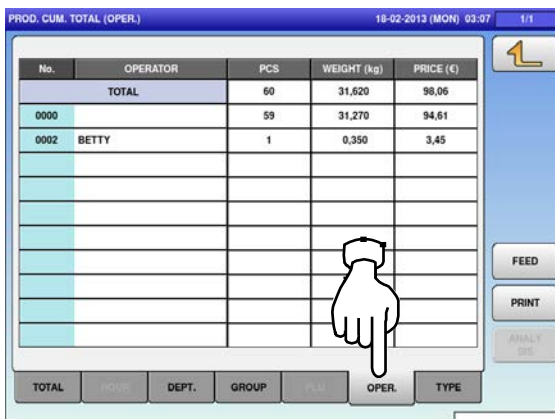 PROD. CUM. TOTAL (OPER.) 18-02-2013 (MON) 03:07 1/1
No. OPERATOR PCS WEIGHT (kg) PRICE (€)
TOTAL 60 31,620 98,06
0000 59 31,270 94,61
0002 BETTY 1 0,350 3,45
FEED
PRINT
ANALY
SIS
TOTAL HOUR DEPT. GROUP PLU OPER. TYPE